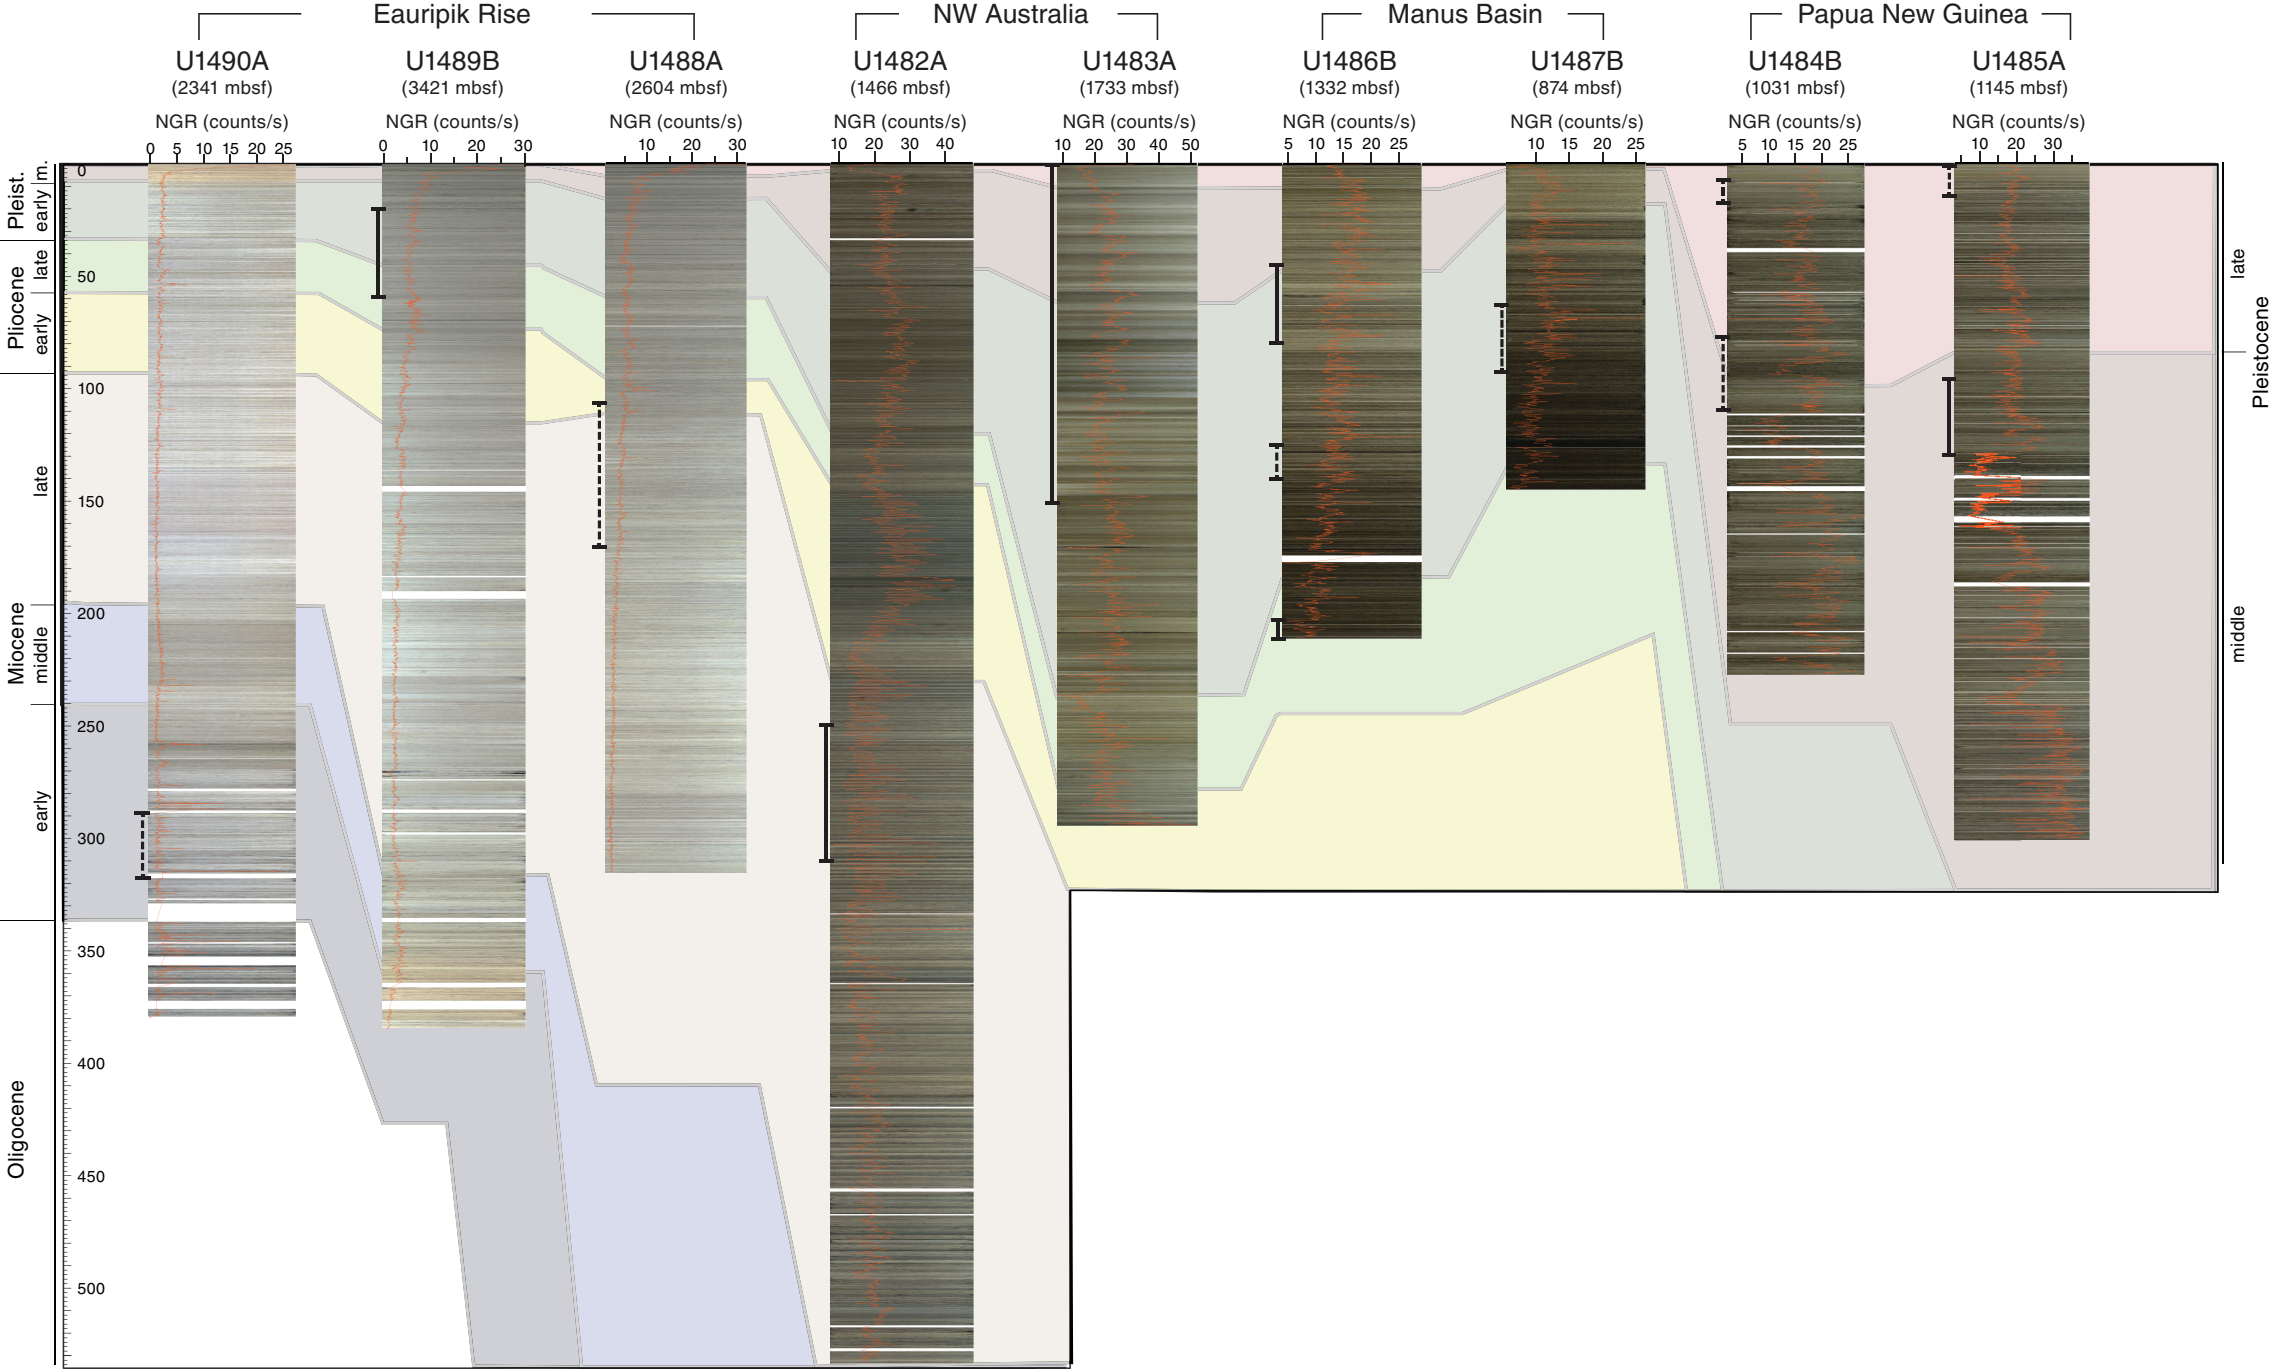 Eauripik Rise NW Australia Manus Basin Papua New Guinea
U1490A U1489B U1488A U1482A U1483A U1486B U1487B U1484B U1485A
(2341 mbsf) (3421 mbsf) (2604 mbsf) (1466 mbsf) (1733 mbsf) (1332 mbsf) (874 mbsf) (1031 mbsf) (1145 mbsf)
NGR (counts/s) NGR (counts/s) NGR (counts/s) NGR (counts/s) NGR (counts/s) NGR (counts/s) NGR (counts/s) NGR (counts/s) NGR (counts/s)
0 5 10 15 20 25 0 10 20 30 10 20 30 10 20 30 40 10 20 30 40 50 5 10 15 20 25 10 15 20 25 5 10 15 20 25 10 20 30
0
50
100
150
200
250
300
350
400
450
500
Pleist.
early m.
Pliocene
late
early
Miocene
late
middle
early
Oligocene
late
Pleistocene
middle